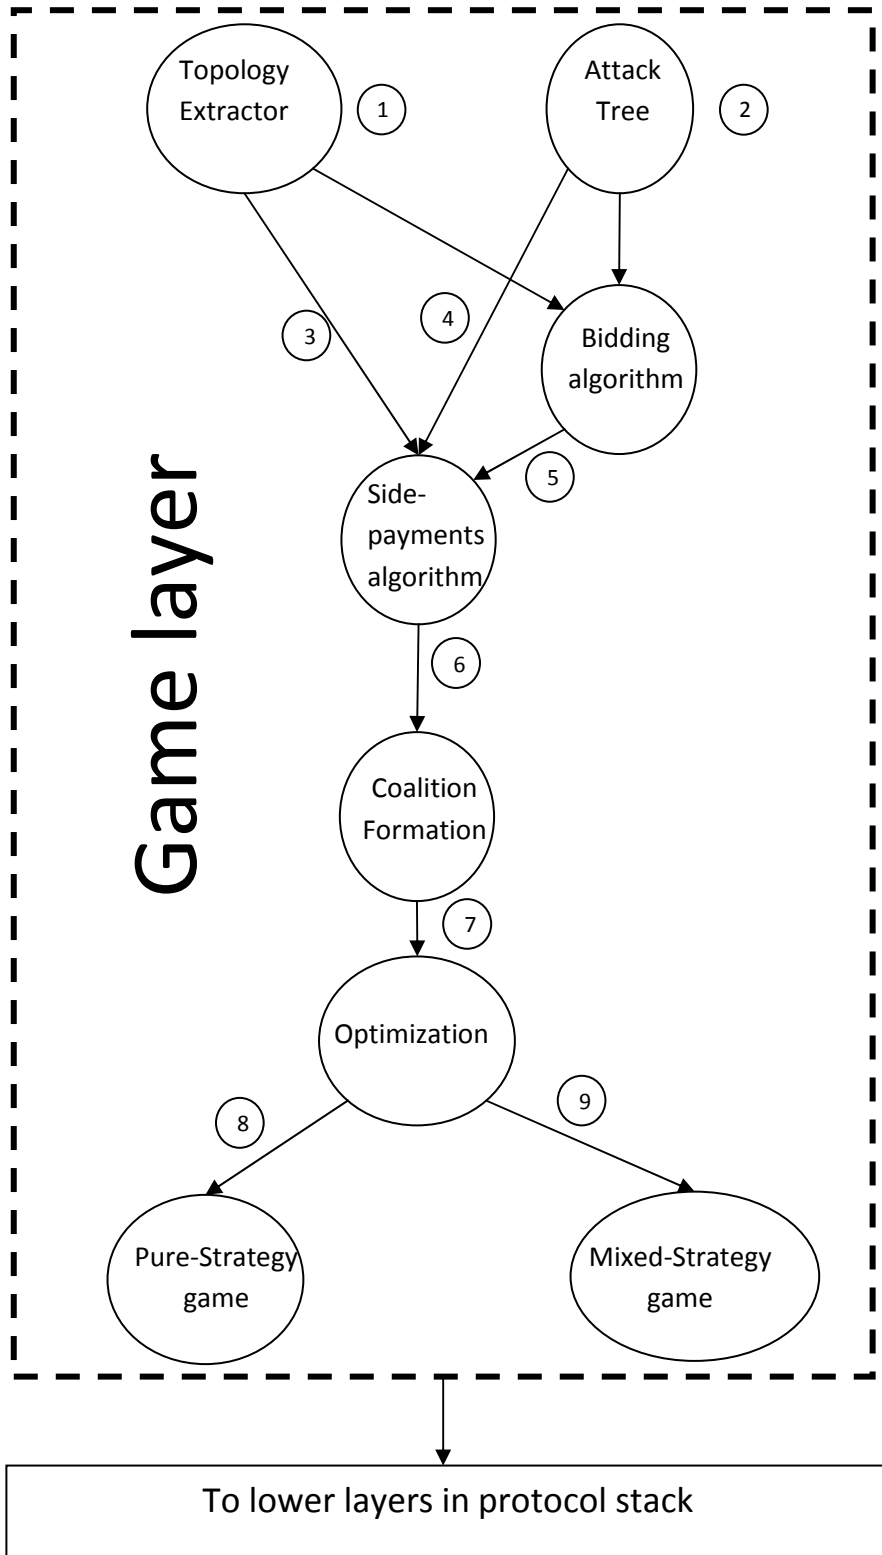 Topology
Extractor
1
Attack
Tree
2
3
4
Bidding
algorithm
5
Side-
payments
algorithm
Game layer
6
Coalition
Formation
7
Optimization
8
9
Pure-Strategy
game
Mixed-Strategy
game
To lower layers in protocol stack